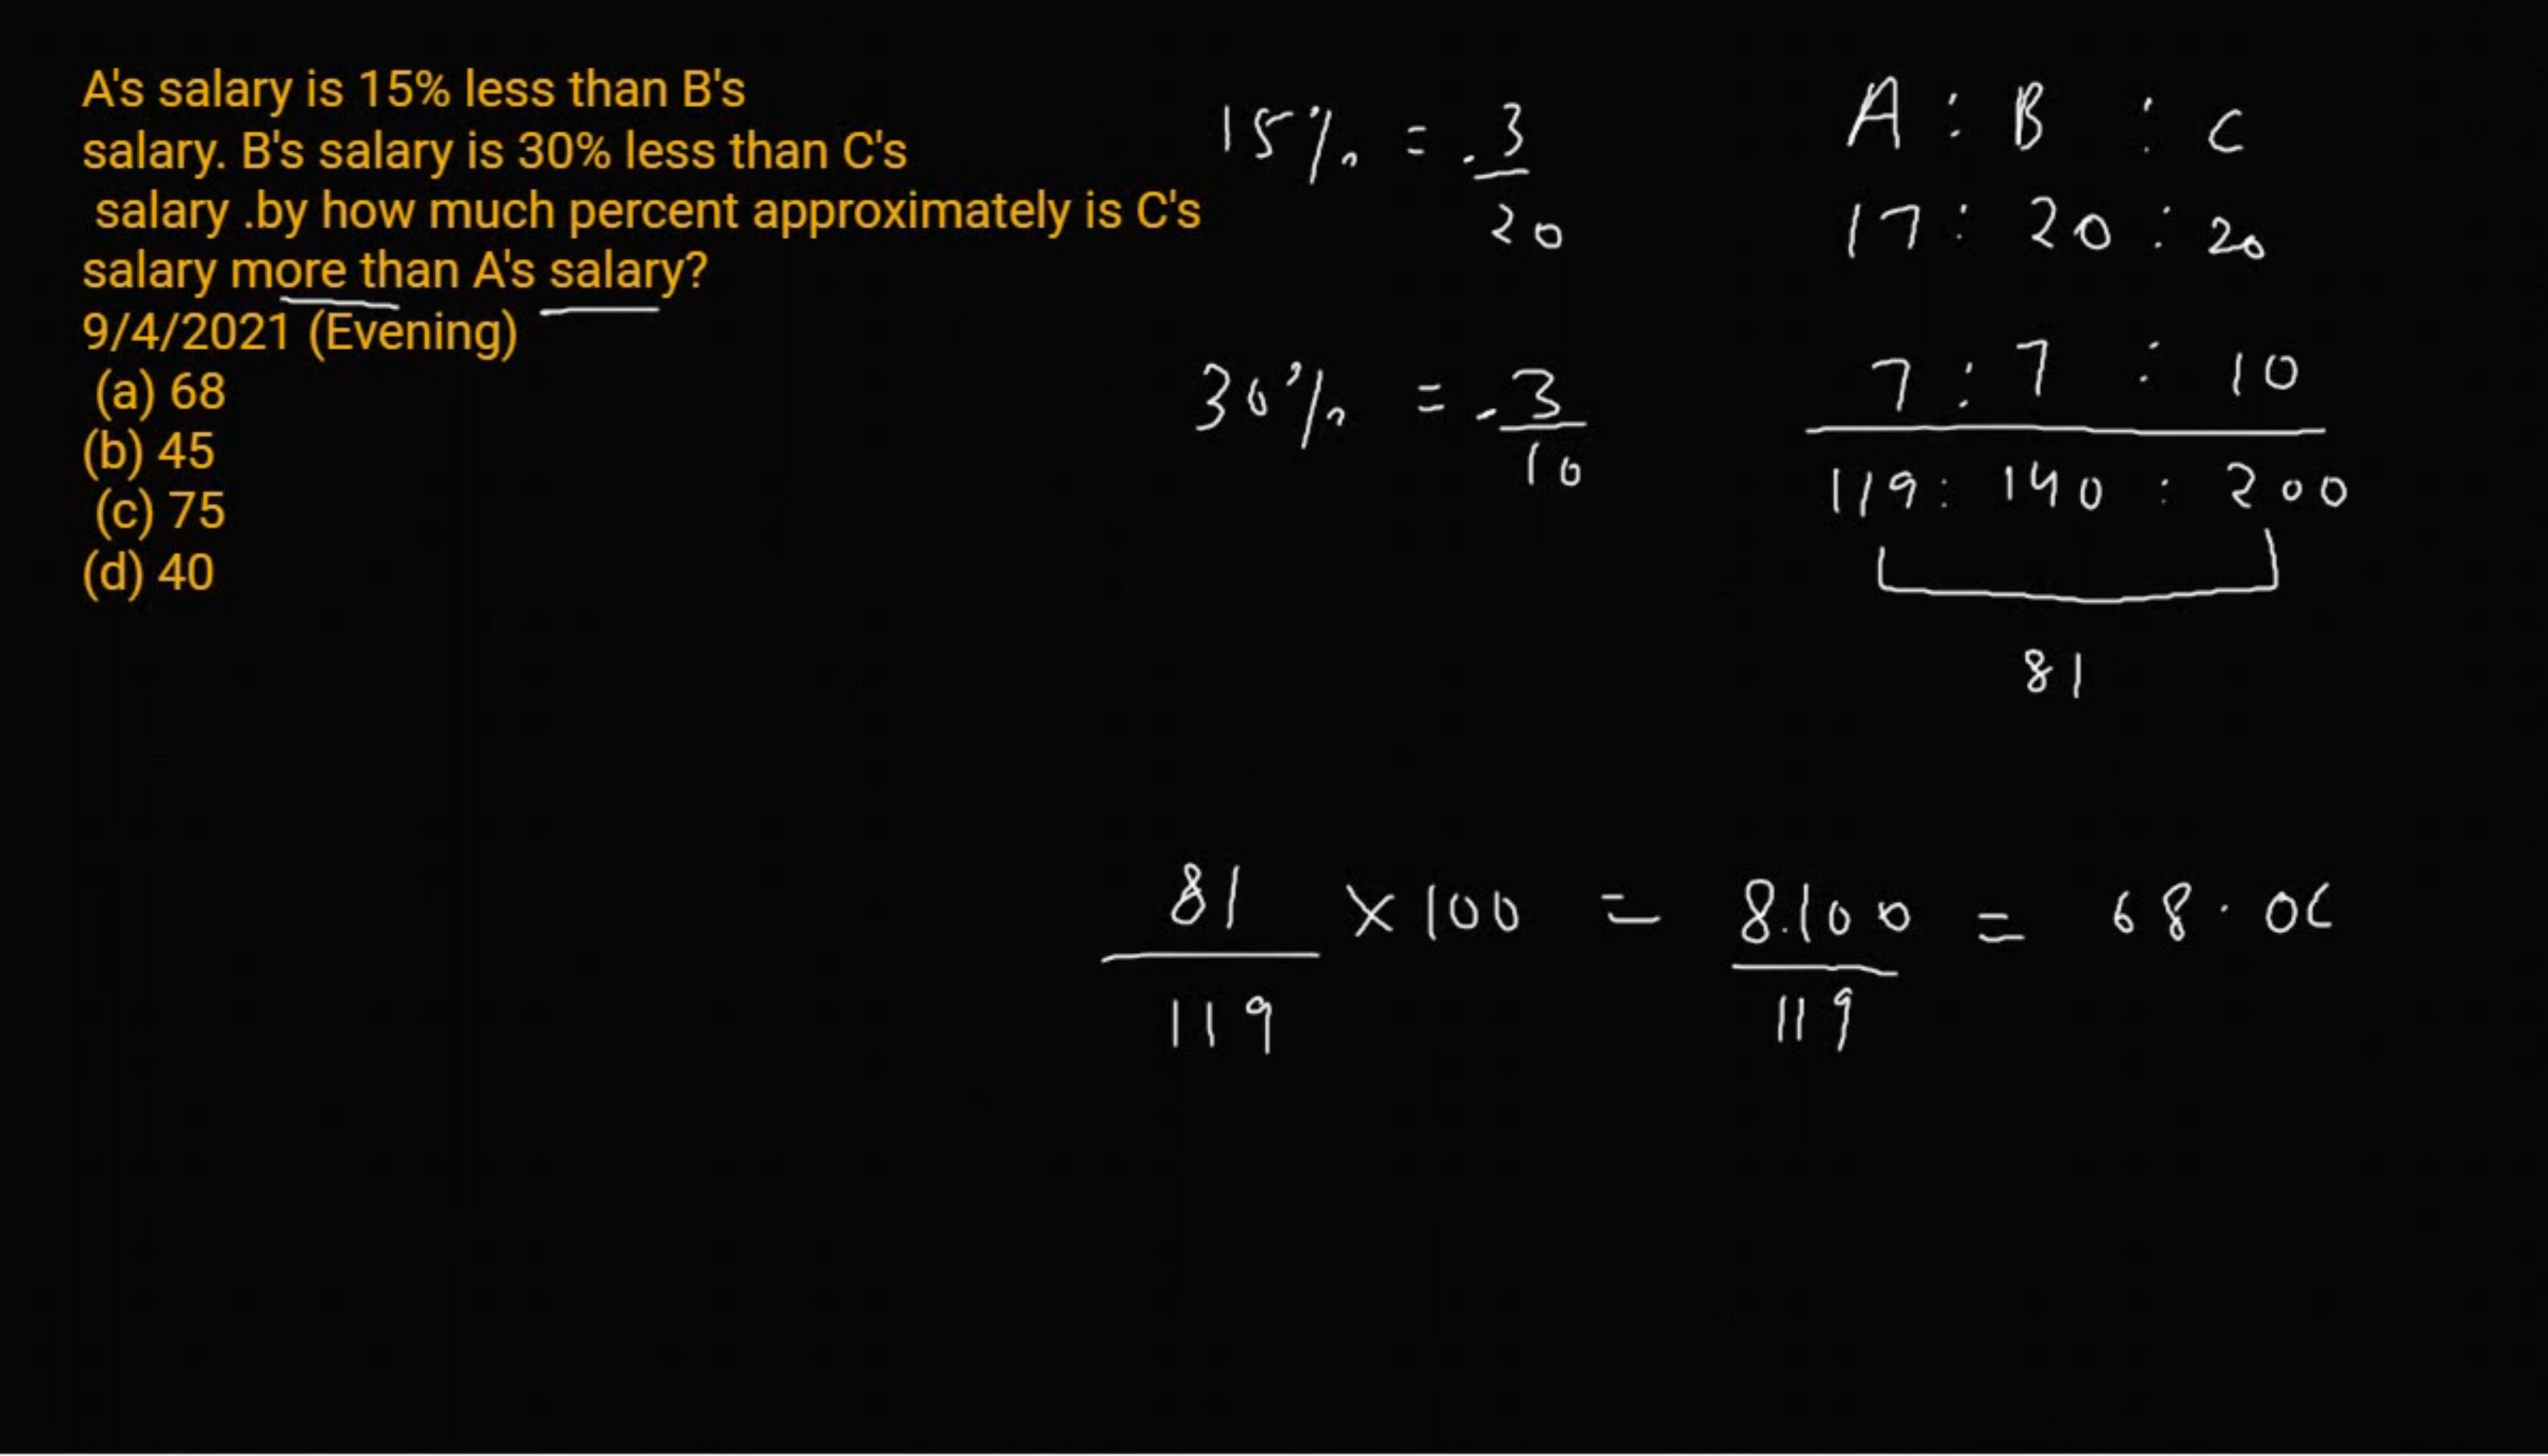 A's salary is 15% less than B's
salary. B's salary is 30% less than C's
salary .by how much percent approximately is C's
salary more than A's salary?
9/4/2021 (Evening)
(a) 68
(b) 45
(c) 75
(d) 40
15% = -3/20
30% = -3/10
A : B : C
17 : 20 : 20
7 : 7 : 10
119 : 140 : 200
81
81/119 × 100 = 8100/119 = 68.06